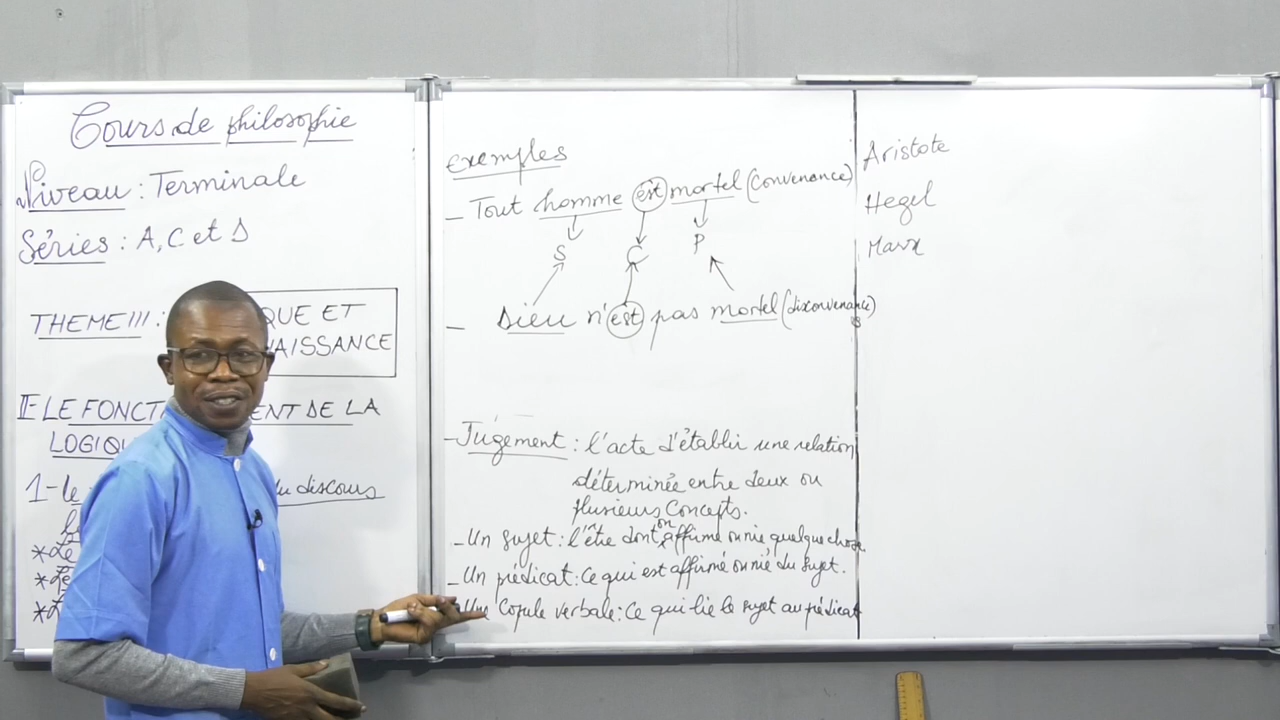 Cours de philosophie
Niveau : Terminale
Séries : A, C et D
THEME III : QUE ET
AISSANCE
II- LE FONCT ENT DE LA
LOGIQU
1- le du discours
exemples
- Tout homme est mortel (convenance)
S C P
- Dieu n'est pas mortel (disconvenance)
- Jugement : l'acte d'établir une relation
déterminée entre deux ou
plusieurs concepts.
- Un sujet : l'être dont on affirme ou nie quelque chose
- Un prédicat : ce qui est affirmé ou nié du sujet.
- Une copule verbale : ce qui lie le sujet au prédicat
Aristote
Hegel
Marx